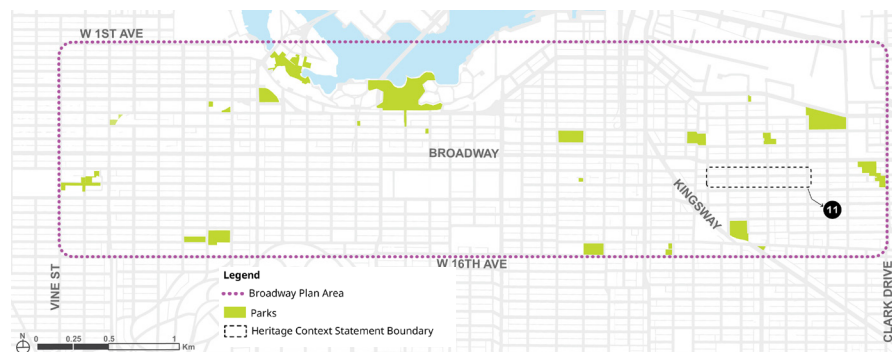 W 1ST AVE
BROADWAY
KINGSWAY
11
W 16TH AVE
VINE ST
CLARK DRIVE
Legend
Broadway Plan Area
Parks
Heritage Context Statement Boundary
N
0 0.25 0.5 1
Km